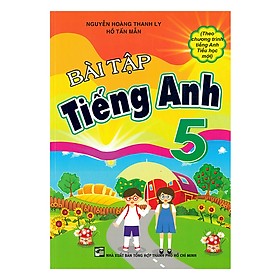 NGUYỄN HOÀNG THANH LY
HỒ TẤN MẪN
(Theo
chương trình
tiếng Anh
Tiểu học
mới)
BÀI TẬP
Tiếng Anh
5
NHÀ XUẤT BẢN TỔNG HỢP THÀNH PHỐ HỒ CHÍ MINH